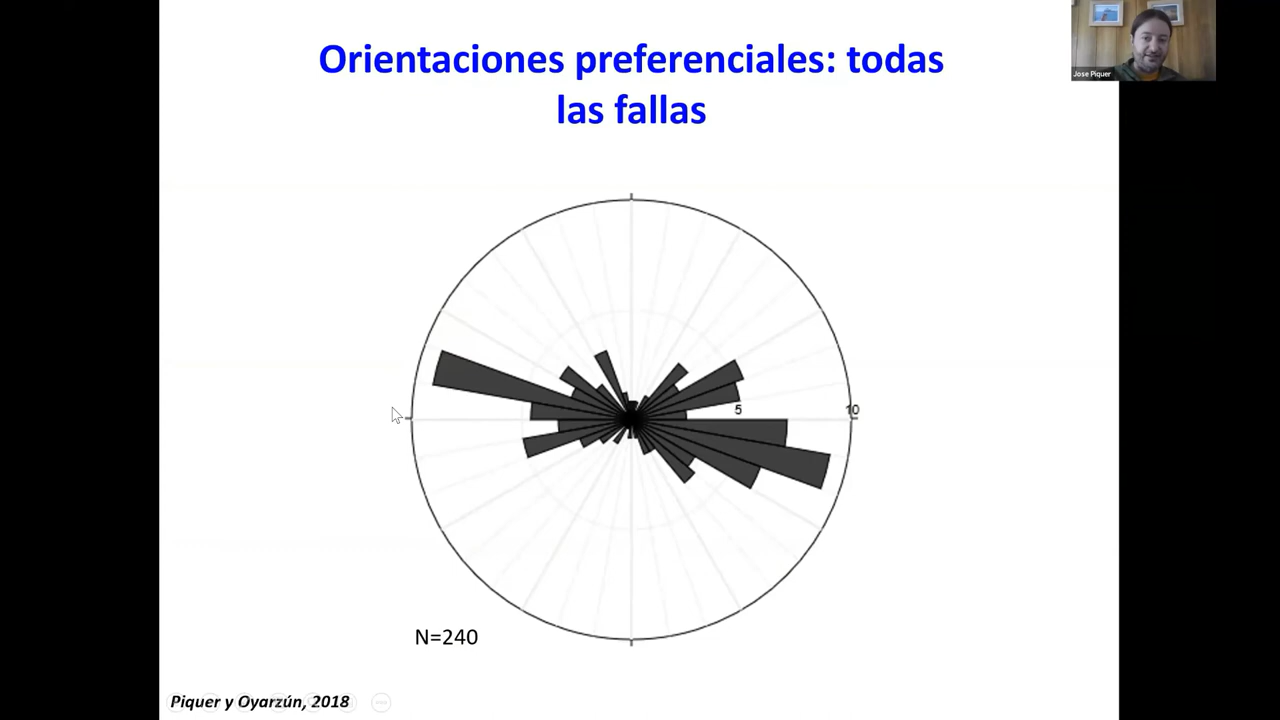 Orientaciones preferenciales: todas
las fallas
Jose Piquer
5
10
N=240
Piquer y Oyarzún, 2018